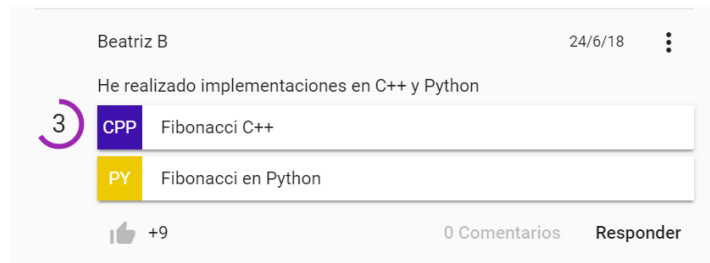 Beatriz B 24/6/18
He realizado implementaciones en C++ y Python
3
CPP Fibonacci C++
PY Fibonacci en Python
+9 0 Comentarios Responder